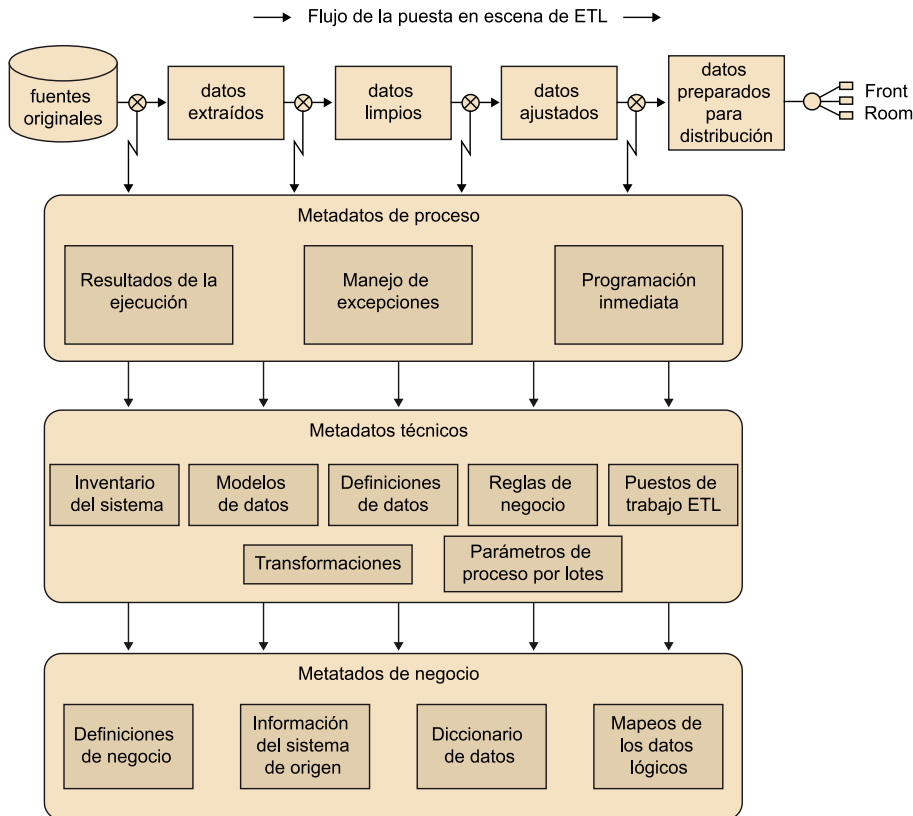 Flujo de la puesta en escena de ETL
fuentes
originales
datos
extraídos
datos
limpios
datos
ajustados
datos
preparados
para
distribución
Front
Room
Metadatos de proceso
Resultados de la
ejecución
Manejo de
excepciones
Programación
inmediata
Metadatos técnicos
Inventario
del sistema
Modelos
de datos
Definiciones
de datos
Reglas de
negocio
Puestos de
trabajo ETL
Transformaciones
Parámetros de
proceso por lotes
Metatados de negocio
Definiciones
de negocio
Información
del sistema
de origen
Diccionario
de datos
Mapeos de
los datos
lógicos